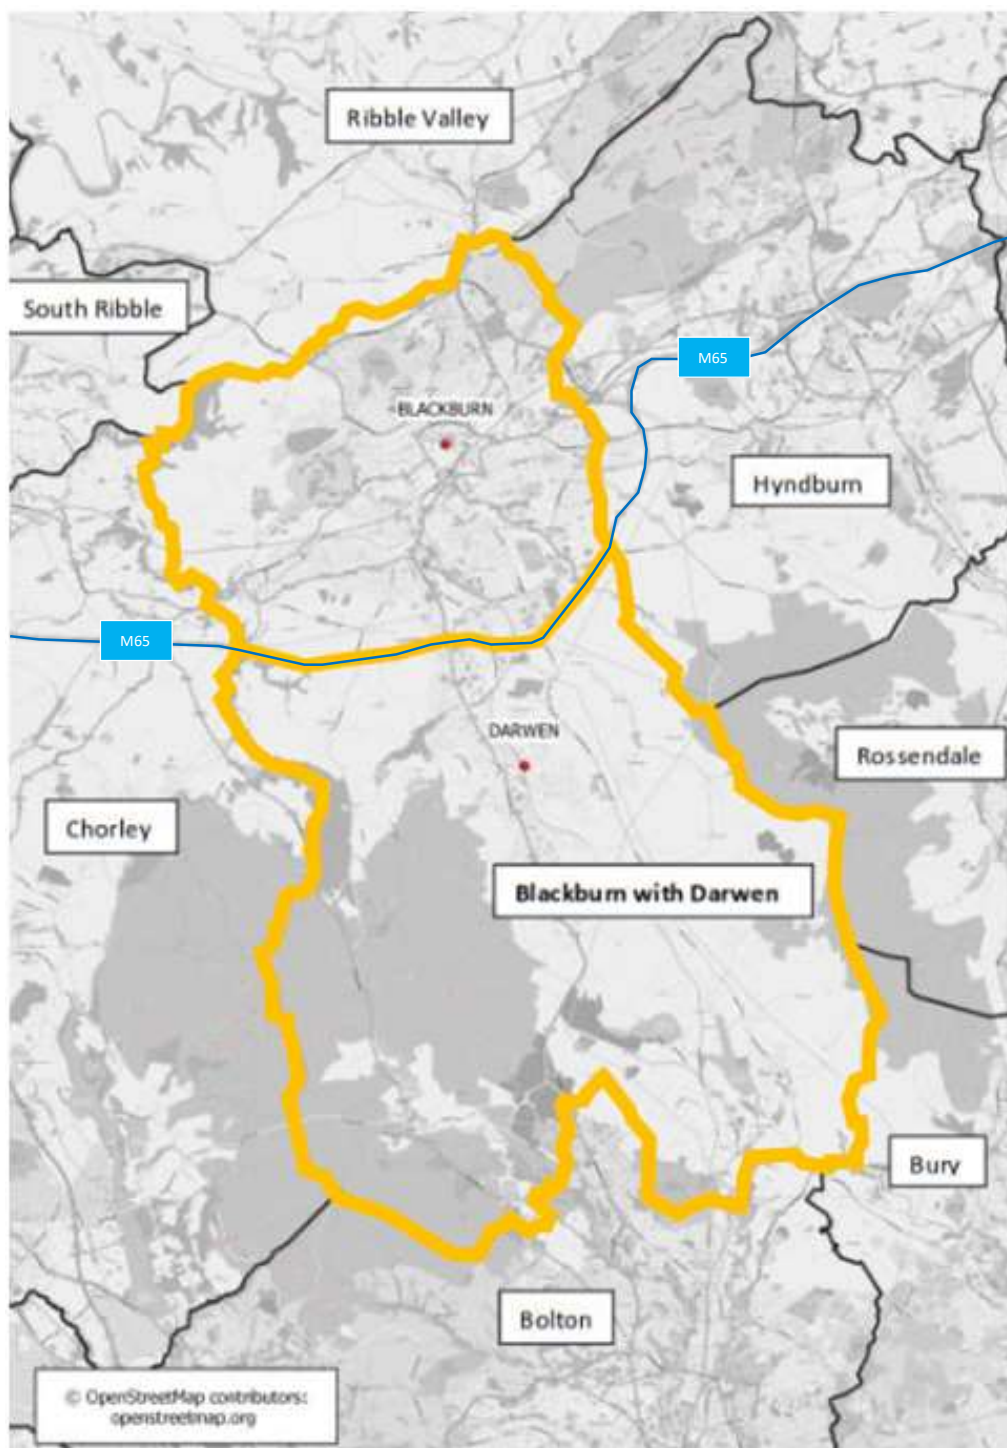 Ribble Valley
South Ribble
M65
BLACKBURN
Hyndburn
M65
DARWEN
Rossendale
Chorley
Blackburn with Darwen
Bury
Bolton
© OpenStreetMap contributors:
openstreetmap.org